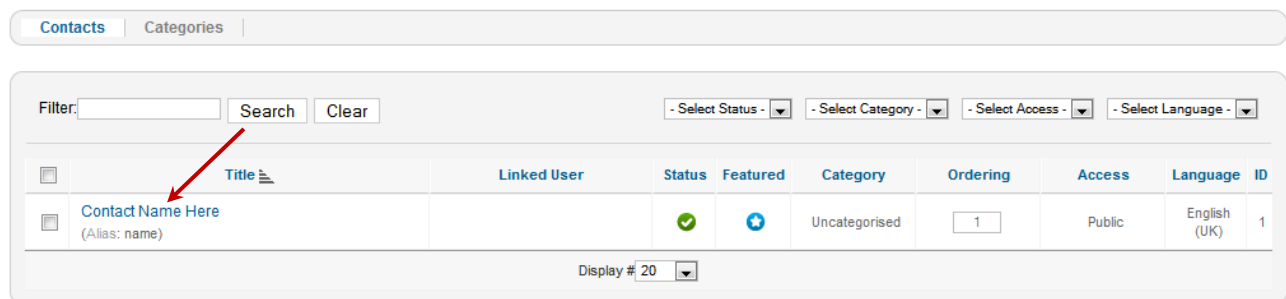 Contacts Categories
Filter: Search Clear - Select Status - - Select Category - - Select Access - - Select Language -
Title Linked User Status Featured Category Ordering Access Language ID
Contact Name Here Uncategorised 1 Public English (UK) 1
(Alias: name)
Display # 20